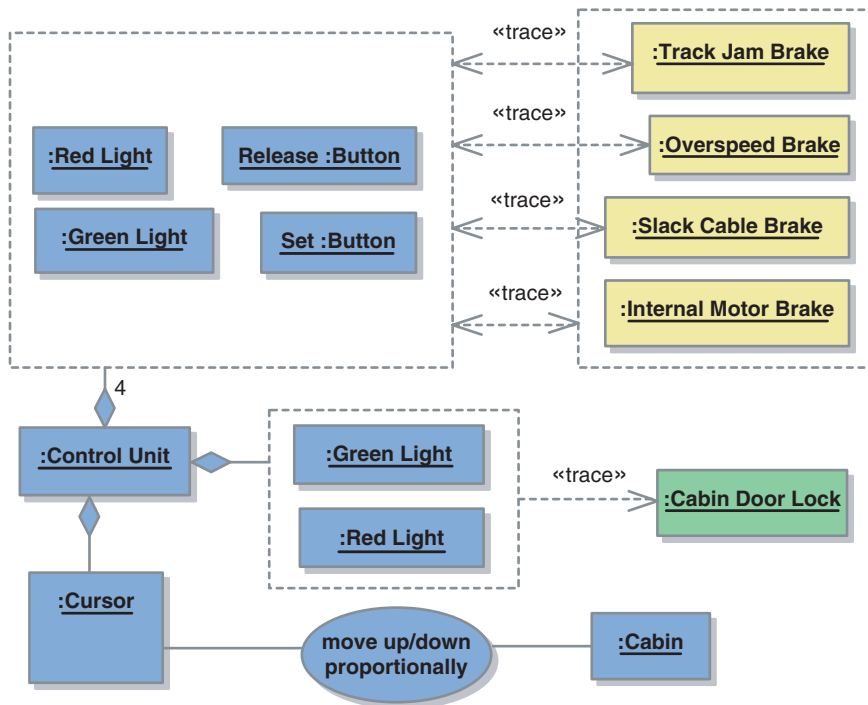 «trace»
:Track Jam Brake
«trace»
:Overspeed Brake
:Red Light
Release :Button
«trace»
:Slack Cable Brake
:Green Light
Set :Button
«trace»
:Internal Motor Brake
4
:Control Unit
:Green Light
«trace»
:Cabin Door Lock
:Red Light
:Cursor
move up/down
proportionally
:Cabin